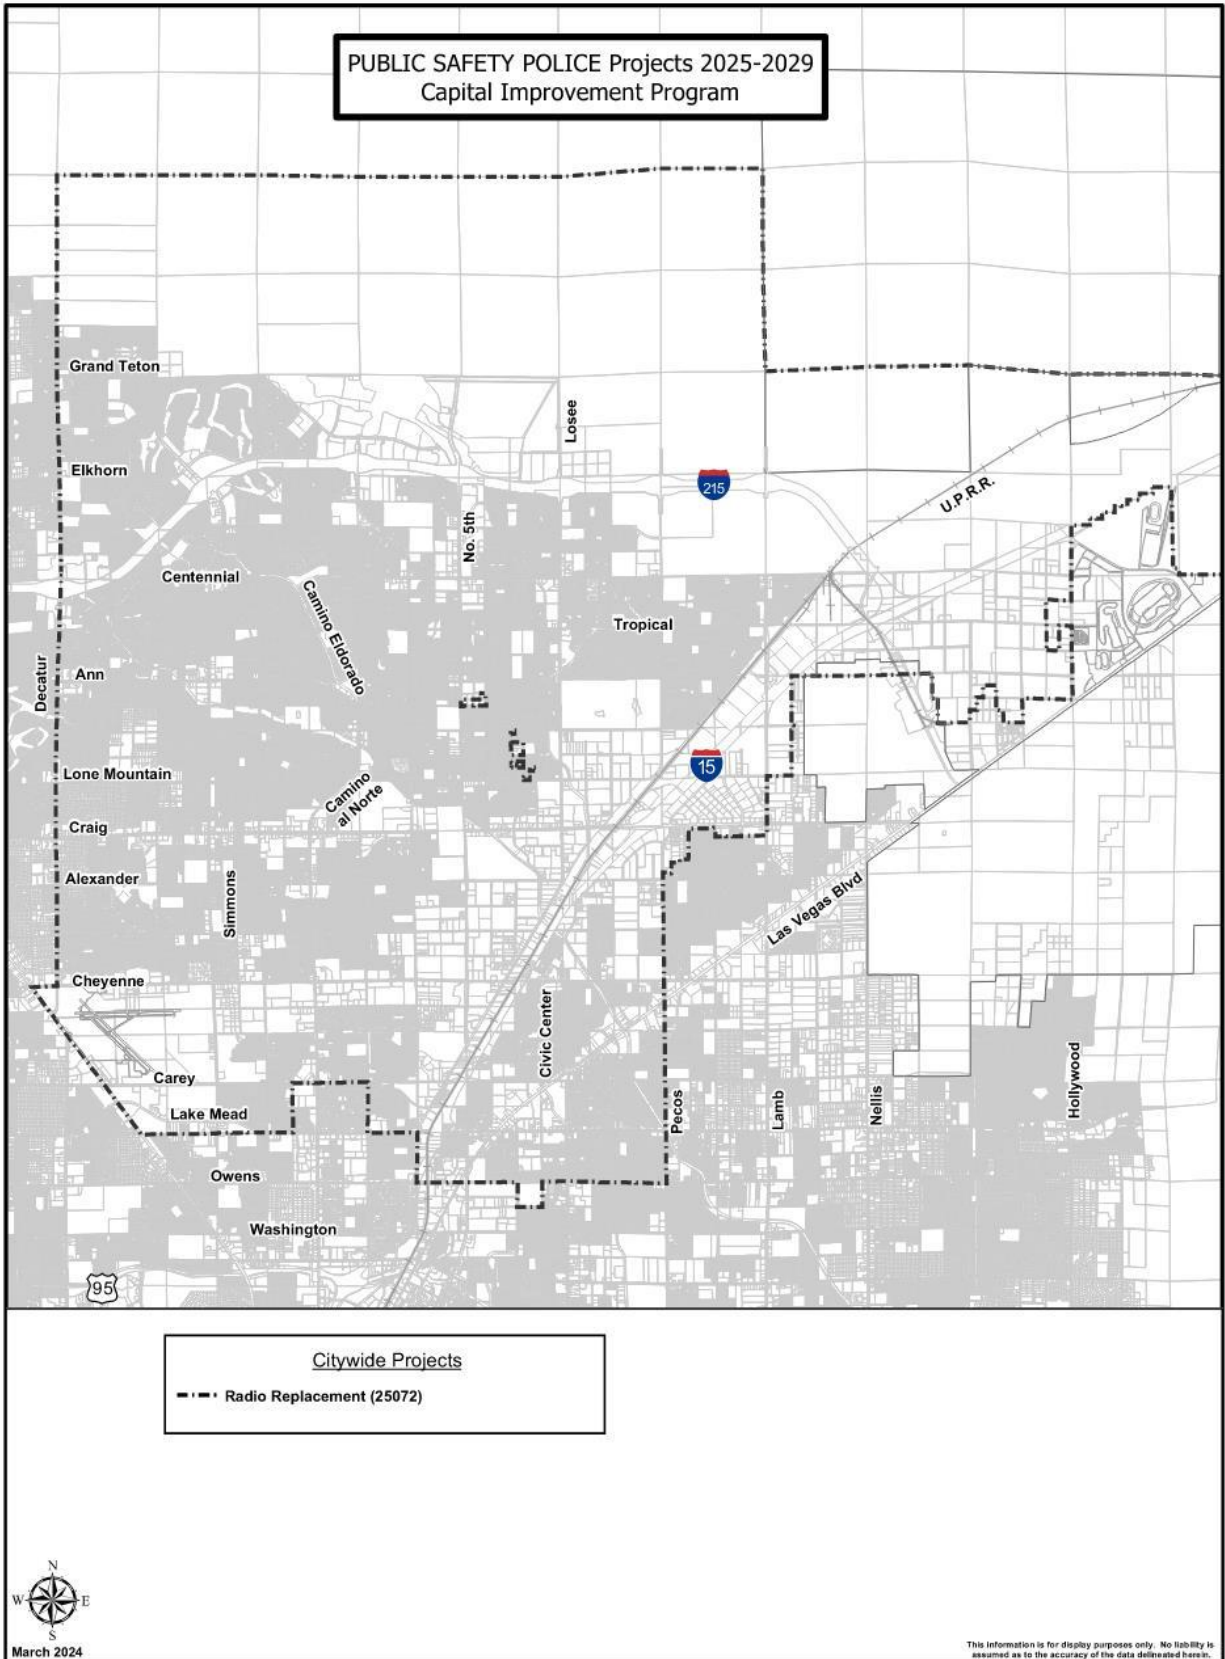 PUBLIC SAFETY POLICE Projects 2025-2029
Capital Improvement Program
Grand Teton
Losee
Elkhorn
215
U.P.R.R.
No. 5th
Centennial
Camino Eldorado
Tropical
Decatur
Ann
15
Lone Mountain
Camino
al Norte
Craig
Alexander
Simmons
Las Vegas Blvd
Cheyenne
Civic Center
Carey
Lake Mead
Pecos
Lamb
Nellis
Hollywood
Owens
Washington
95
Citywide Projects
Radio Replacement (25072)
N
W
E
S
March 2024
This information is for display purposes only. No liability is
assumed as to the accuracy of the data delineated herein.